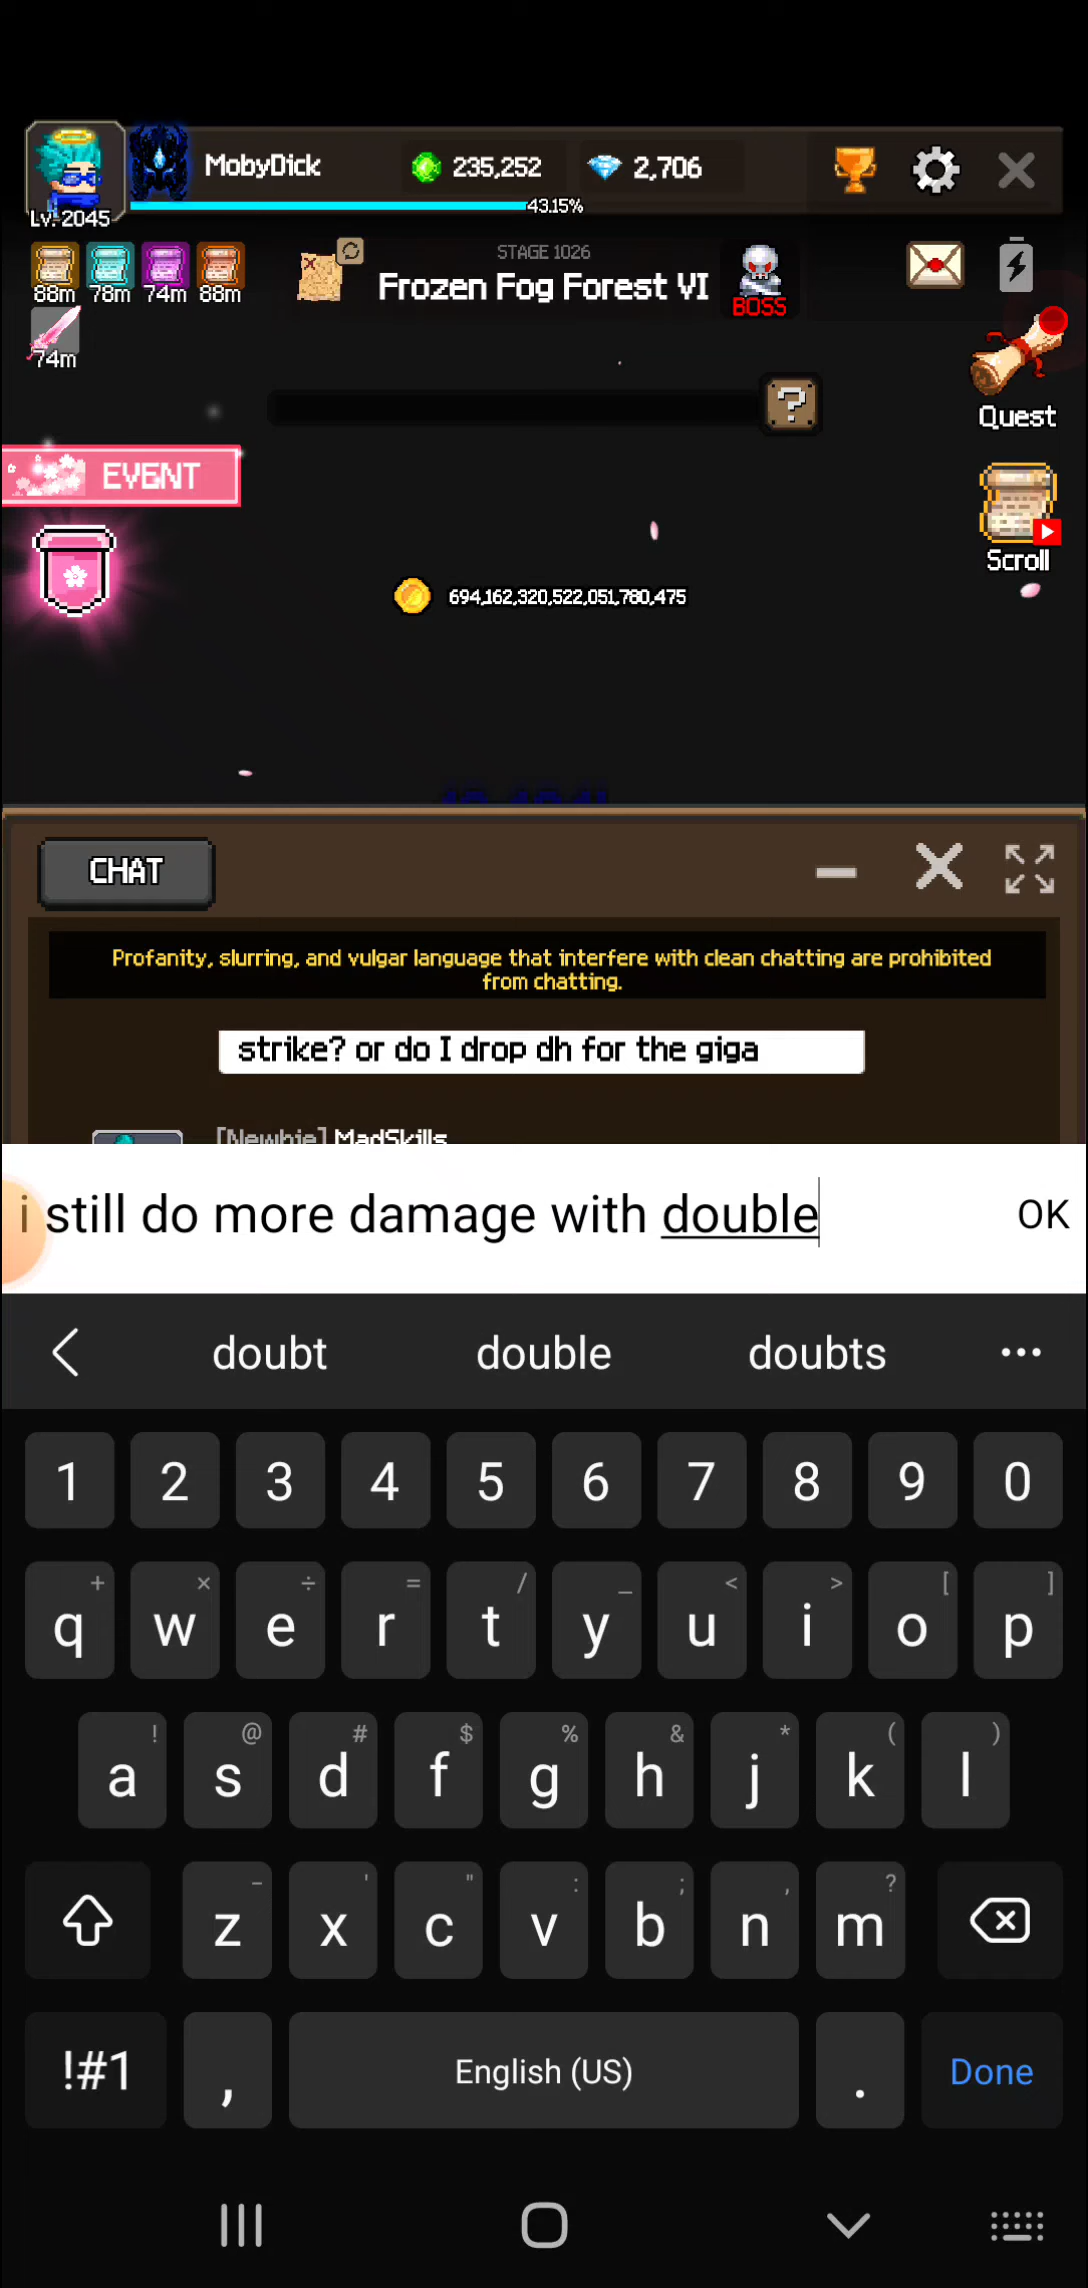 MobyDick
235,252
2,706
Lv. 2045
43.15%
88m 78m 74m 88m
STAGE 1026
Frozen Fog Forest VI
BOSS
74m
?
Quest
EVENT
Scroll
694,162,320,522,051,780,475
CHAT
Profanity, slurring, and vulgar language that interfere with clean chatting are prohibited
from chatting.
strike? or do I drop dh for the giga
[Newbie] MadSkills
i still do more damage with double
OK
doubt double doubts
1 2 3 4 5 6 7 8 9 0
+ × ÷ = / _ < > [ ]
q w e r t y u i o p
! @ # $ % & * ( )
a s d f g h j k l
- ' " : ; , ?
z x c v b n m
!#1 , English (US) . Done